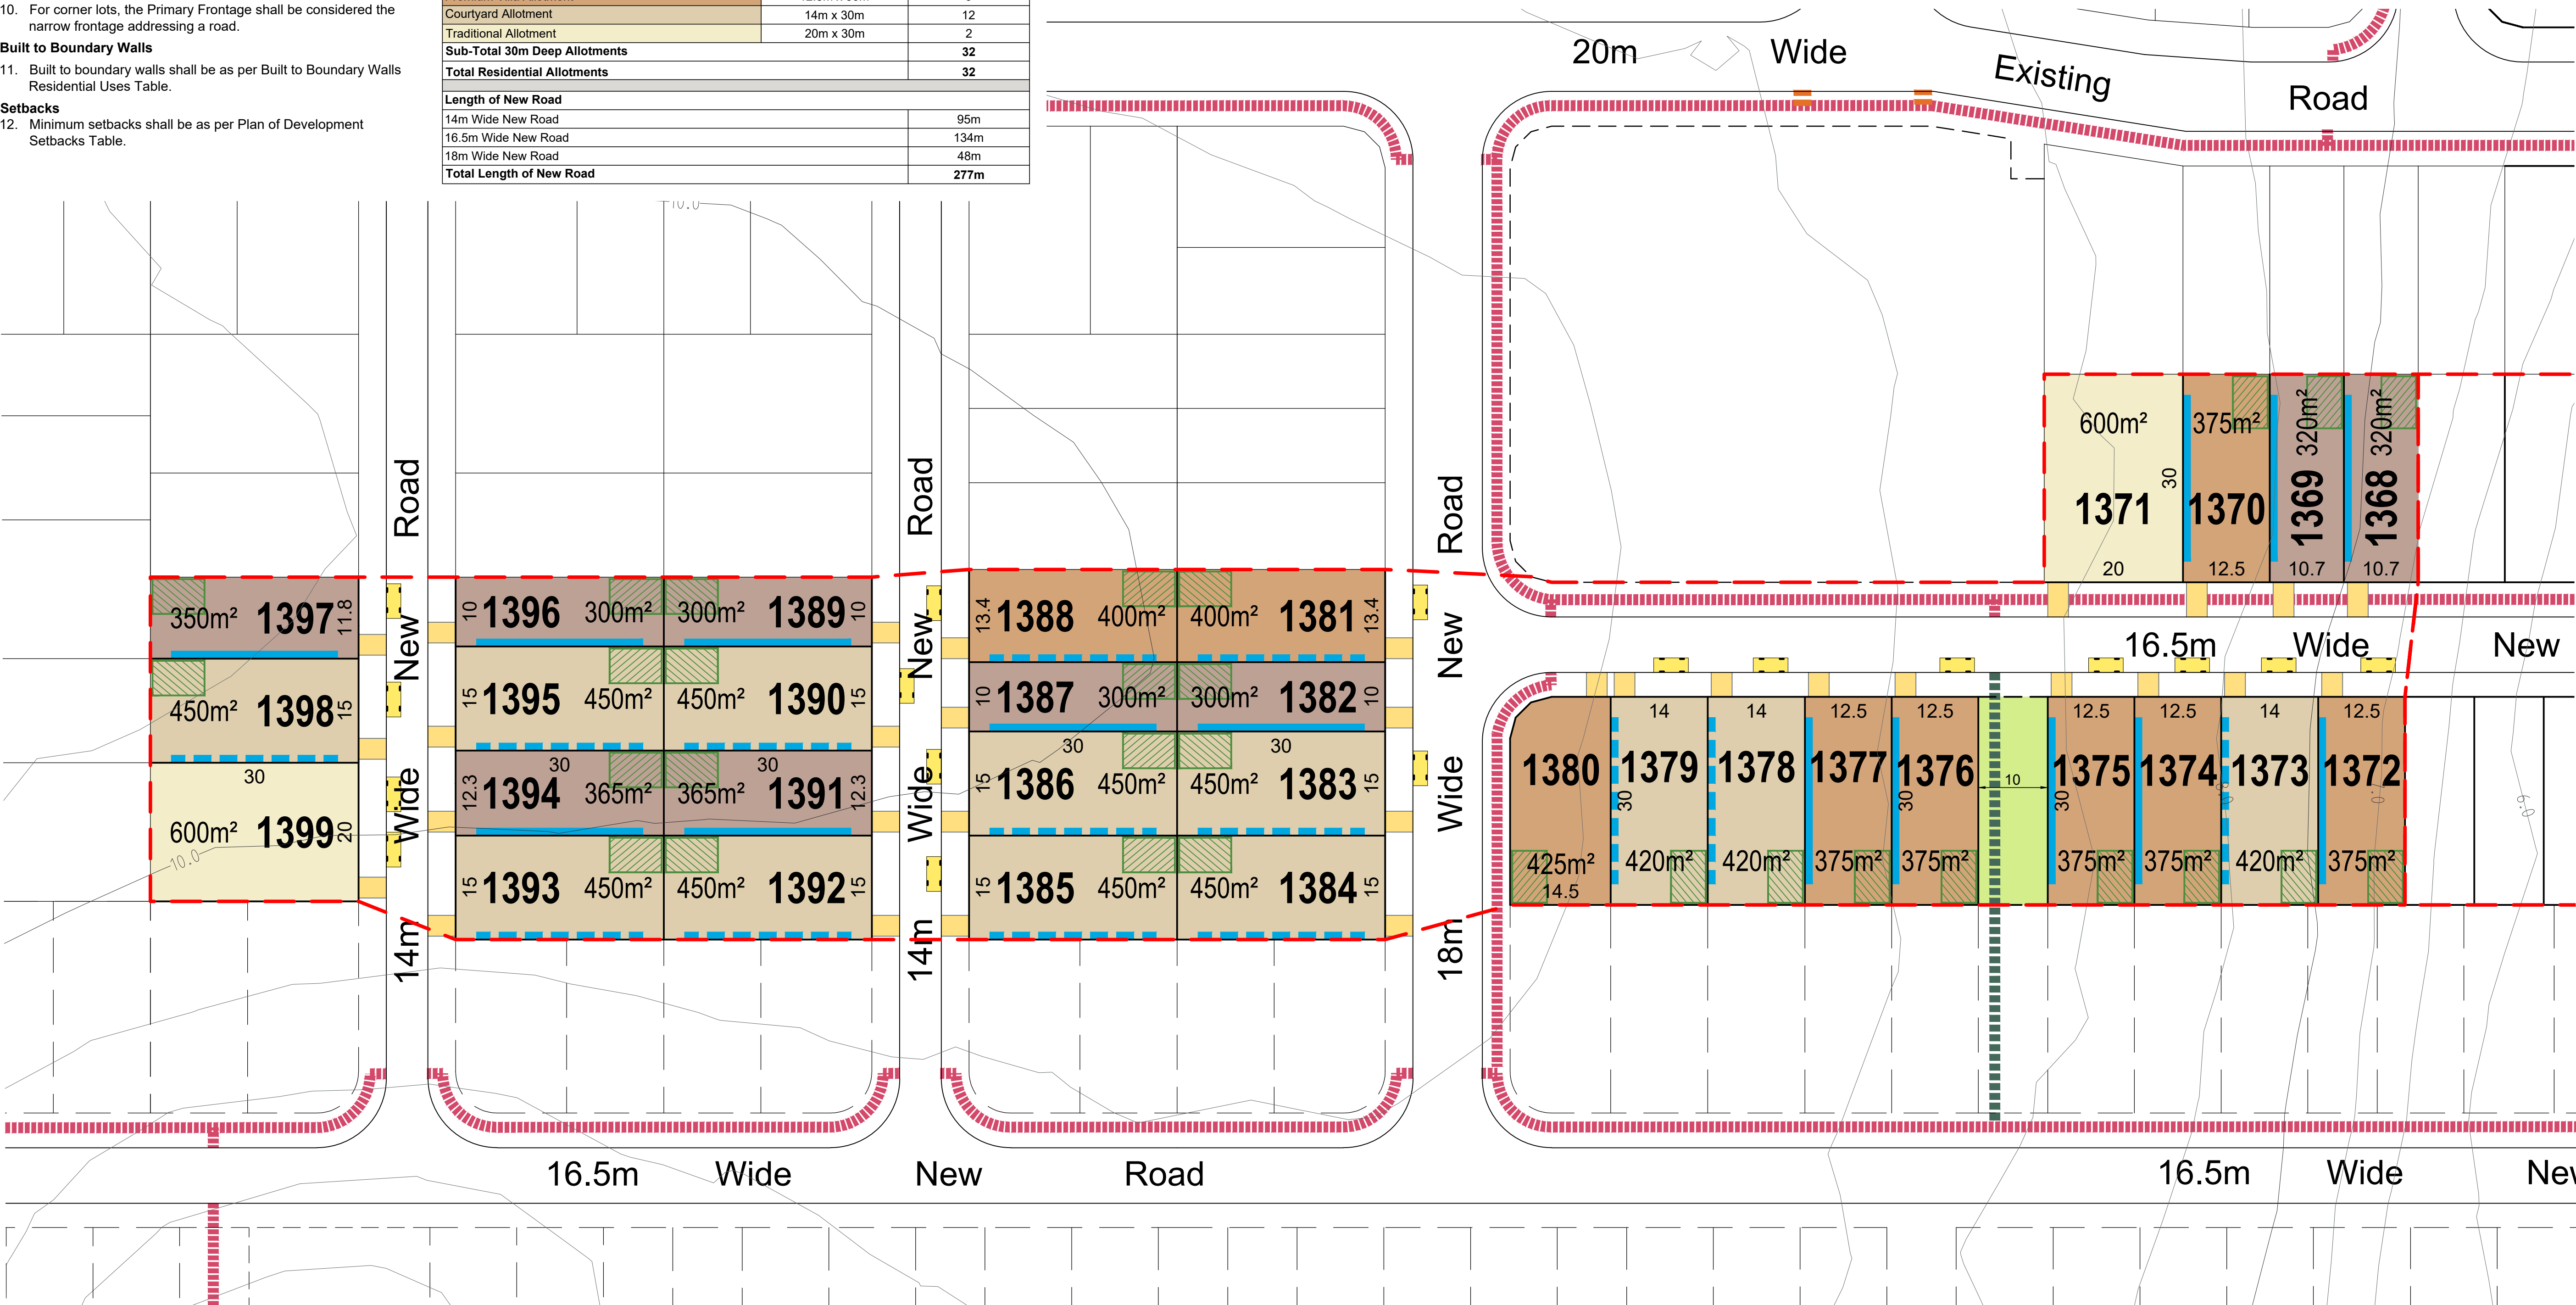 10. For corner lots, the Primary Frontage shall be considered the
narrow frontage addressing a road.
Built to Boundary Walls
11. Built to boundary walls shall be as per Built to Boundary Walls
Residential Uses Table.
Setbacks
12. Minimum setbacks shall be as per Plan of Development
Setbacks Table.
Courtyard Allotment 14m x 30m 12
Traditional Allotment 20m x 30m 2
Sub-Total 30m Deep Allotments 32
Total Residential Allotments 32
Length of New Road
14m Wide New Road 95m
16.5m Wide New Road 134m
18m Wide New Road 48m
Total Length of New Road 277m
20m Wide Existing Road
10.0
14m Wide New Road
14m Wide New Road
18m Wide New Road
600m² 1371 30 20
375m² 1370 12.5
320m² 1369 10.7
320m² 1368 10.7
16.5m Wide New
350m² 1397 11.8
450m² 1398 15
30
600m² 1399 20
10.0
10 1396 300m²
300m² 1389 10
15 1395 450m²
450m² 1390 15
30 30
12.3 1394 365m²
365m² 1391 12.3
15 1393 450m²
450m² 1392 15
13.4 1388 400m²
400m² 1381 13.4
10 1387 300m²
300m² 1382 10
30 30
15 1386 450m²
450m² 1383 15
15 1385 450m²
450m² 1384 15
1380 425m² 14.5
14 1379 30 420m²
14 1378 420m²
12.5 1377 375m²
12.5 1376 30 375m²
10
12.5 1375 30 375m²
12.5 1374 375m²
14 1373 420m²
12.5 1372 375m²
6.0
16.5m Wide New Road
16.5m Wide New